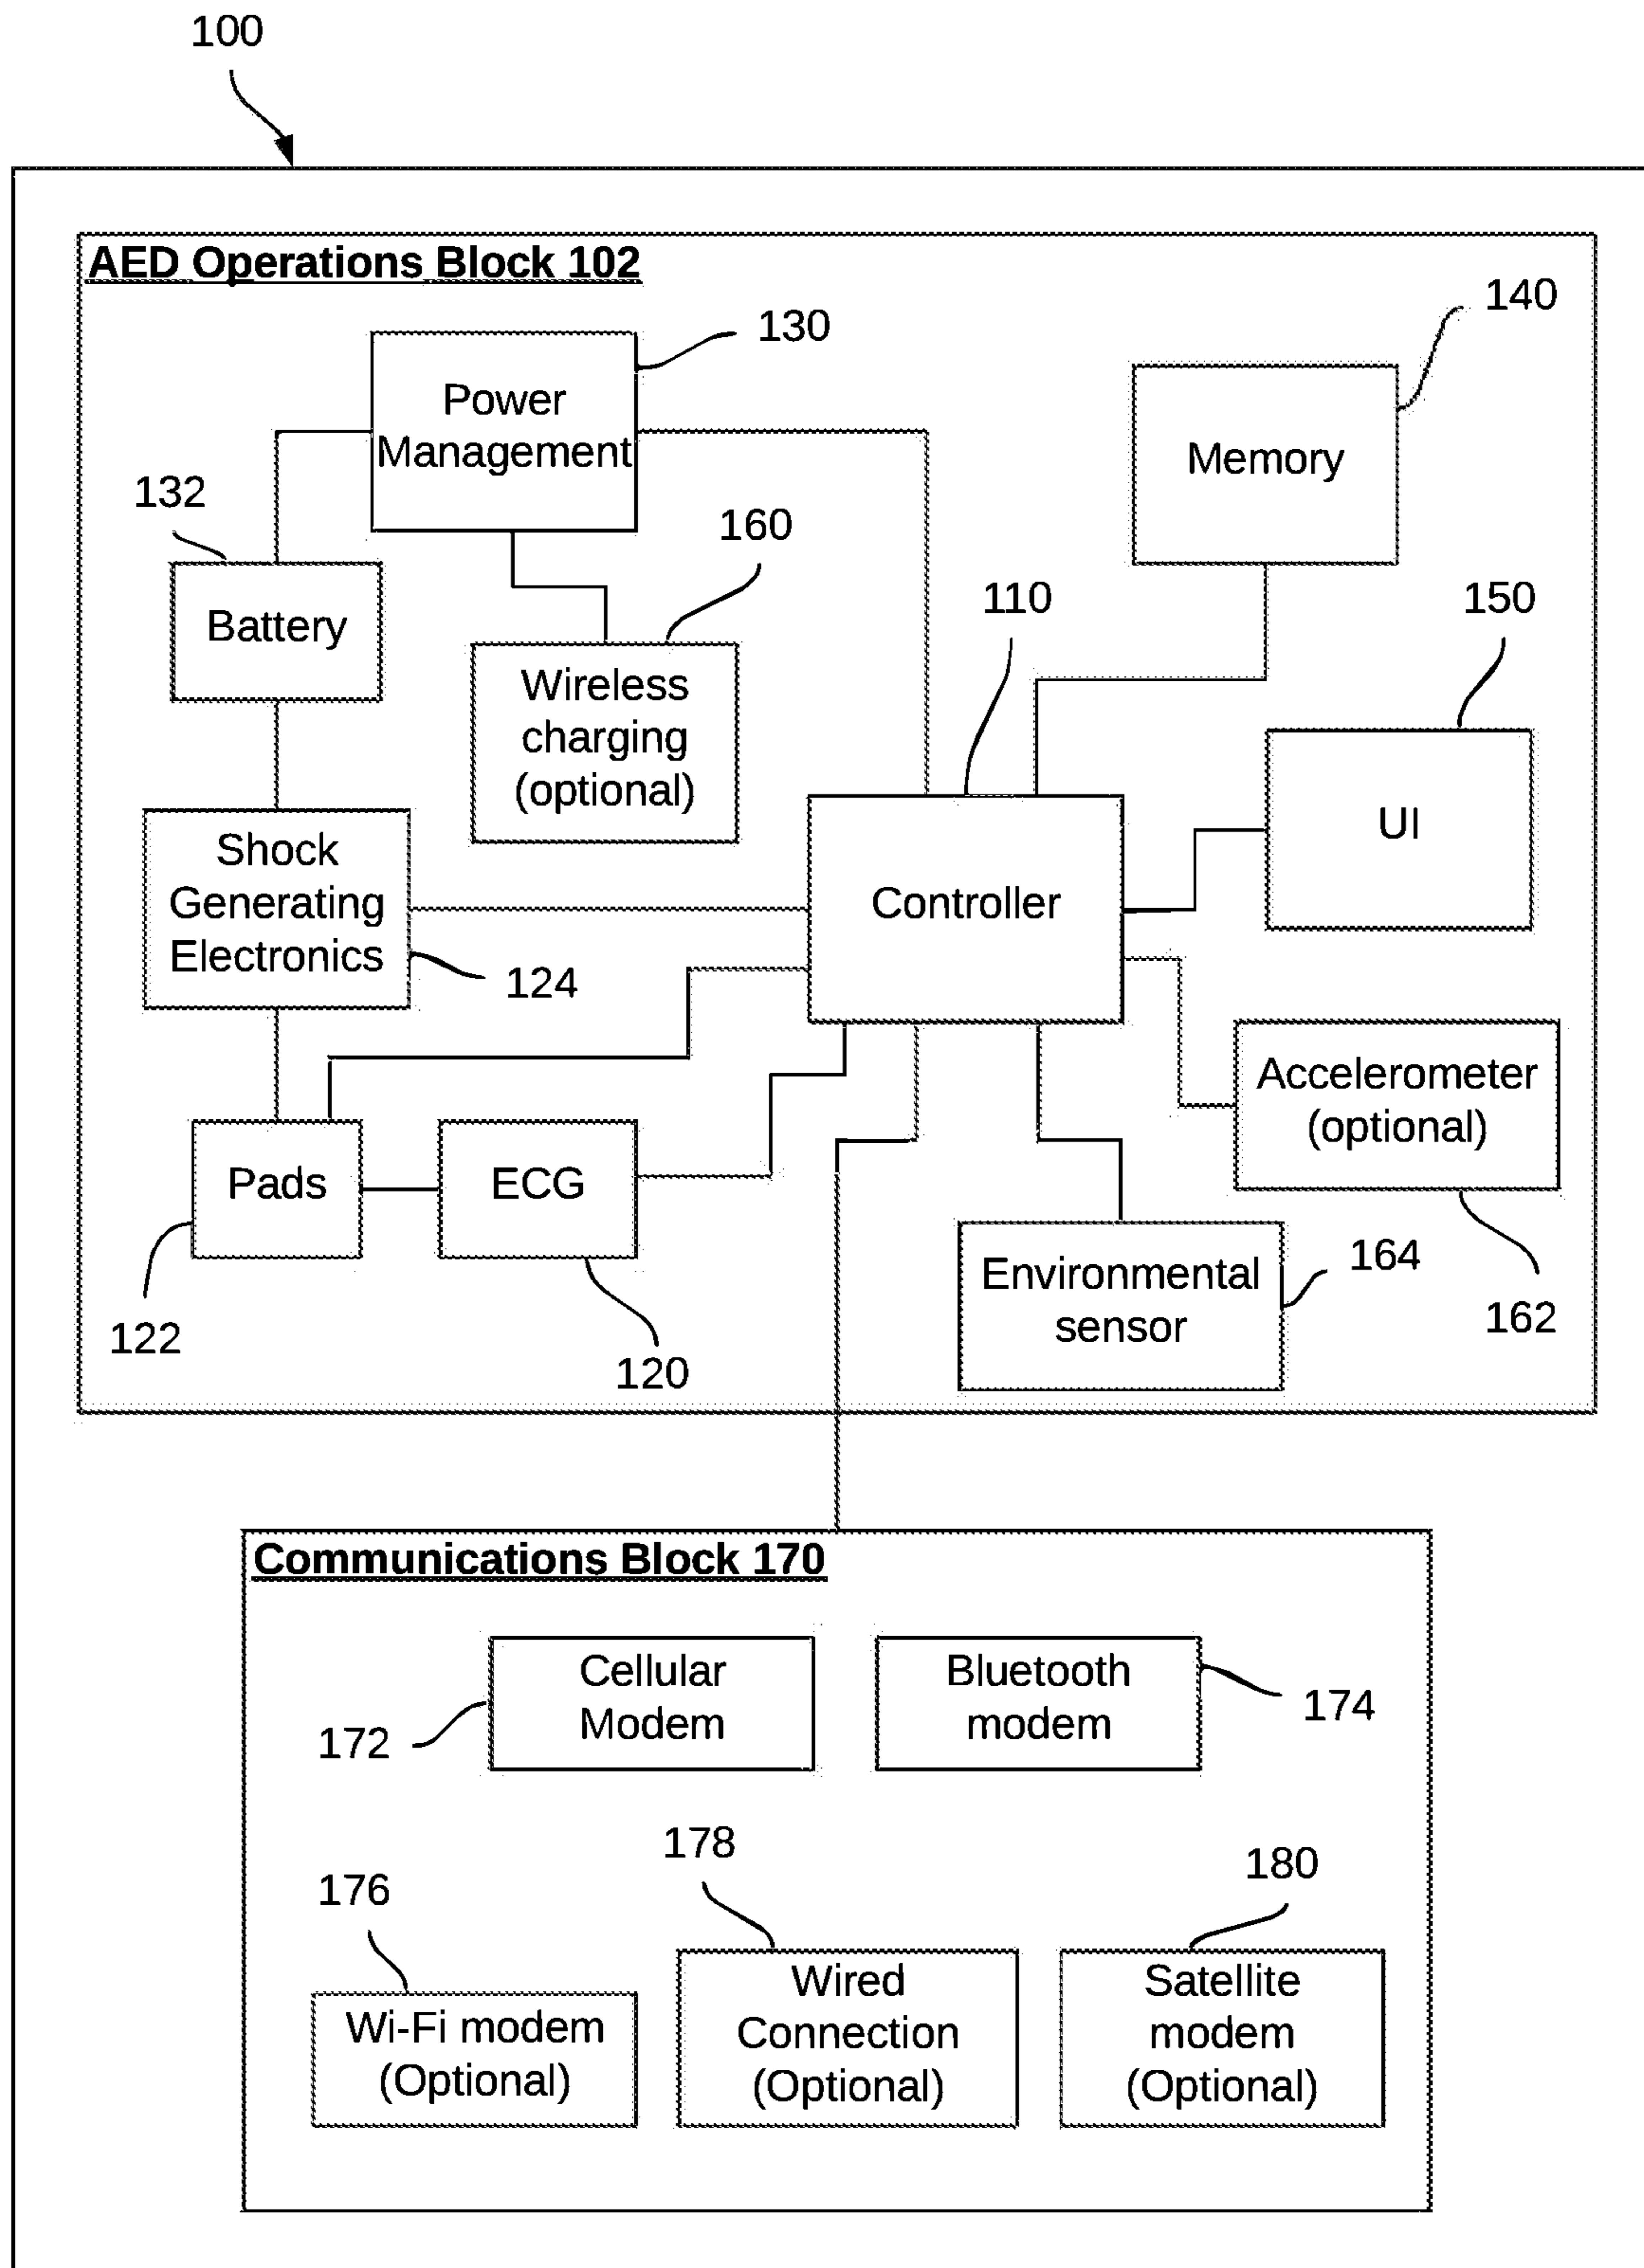 100
AED Operations Block 102
130
140
Power
Management
Memory
132
160
Battery
110
150
Wireless
charging
(optional)
UI
Shock
Generating
Electronics
Controller
124
Accelerometer
(optional)
Pads
ECG
Environmental
sensor
164
162
122
120
Communications Block 170
Cellular
Modem
Bluetooth
modem
172
174
178
180
176
Wired
Connection
(Optional)
Satellite
modem
(Optional)
Wi-Fi modem
(Optional)